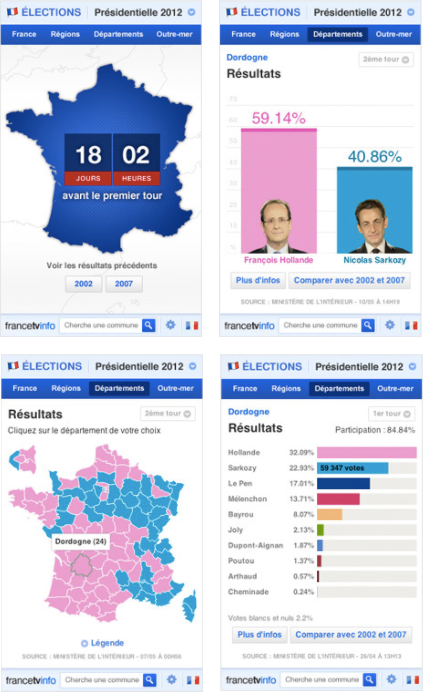 ÉLECTIONS Présidentielle 2012
France Régions Départements Outre-mer
18 02
JOURS HEURES
avant le premier tour
Voir les résultats précédents
2002 2007
francetvinfo Cherche une commune
ÉLECTIONS Présidentielle 2012
France Régions Départements Outre-mer
Dordogne 2ème tour
Résultats
70
60
59.14%
50
40.86%
40
30
20
10
%
François Hollande Nicolas Sarkozy
Plus d'infos Comparer avec 2002 et 2007
SOURCE : MINISTÈRE DE L'INTÉRIEUR - 10/05 À 14H18
francetvinfo Cherche une commune
ÉLECTIONS Présidentielle 2012
France Régions Départements Outre-mer
Résultats 2ème tour
Cliquez sur le département de votre choix
Dordogne (24)
Légende
SOURCE : MINISTÈRE DE L'INTÉRIEUR - 07/05 À 00H58
francetvinfo Cherche une commune
ÉLECTIONS Présidentielle 2012
France Régions Départements Outre-mer
Dordogne 1er tour
Résultats Participation : 84.84%
Hollande 32.09%
Sarkozy 22.93% 59 347 votes
Le Pen 17.01%
Mélenchon 13.71%
Bayrou 8.07%
Joly 2.13%
Dupont-Aignan 1.87%
Poutou 1.37%
Arthaud 0.57%
Cheminade 0.24%
Votes blancs et nuls 2.2%
Plus d'infos Comparer avec 2002 et 2007
SOURCE : MINISTÈRE DE L'INTÉRIEUR - 26/04 À 13H13
francetvinfo Cherche une commune